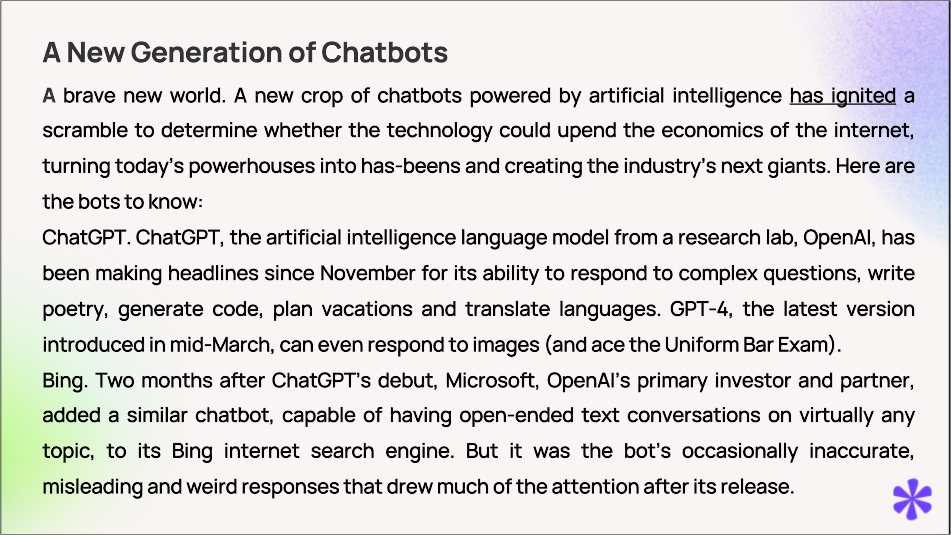 A New Generation of Chatbots
A brave new world. A new crop of chatbots powered by artificial intelligence has ignited a
scramble to determine whether the technology could upend the economics of the internet,
turning today's powerhouses into has-beens and creating the industry's next giants. Here are
the bots to know:
ChatGPT. ChatGPT, the artificial intelligence language model from a research lab, OpenAI, has
been making headlines since November for its ability to respond to complex questions, write
poetry, generate code, plan vacations and translate languages. GPT-4, the latest version
introduced in mid-March, can even respond to images (and ace the Uniform Bar Exam).
Bing. Two months after ChatGPT's debut, Microsoft, OpenAI's primary investor and partner,
added a similar chatbot, capable of having open-ended text conversations on virtually any
topic, to its Bing internet search engine. But it was the bot's occasionally inaccurate,
misleading and weird responses that drew much of the attention after its release.